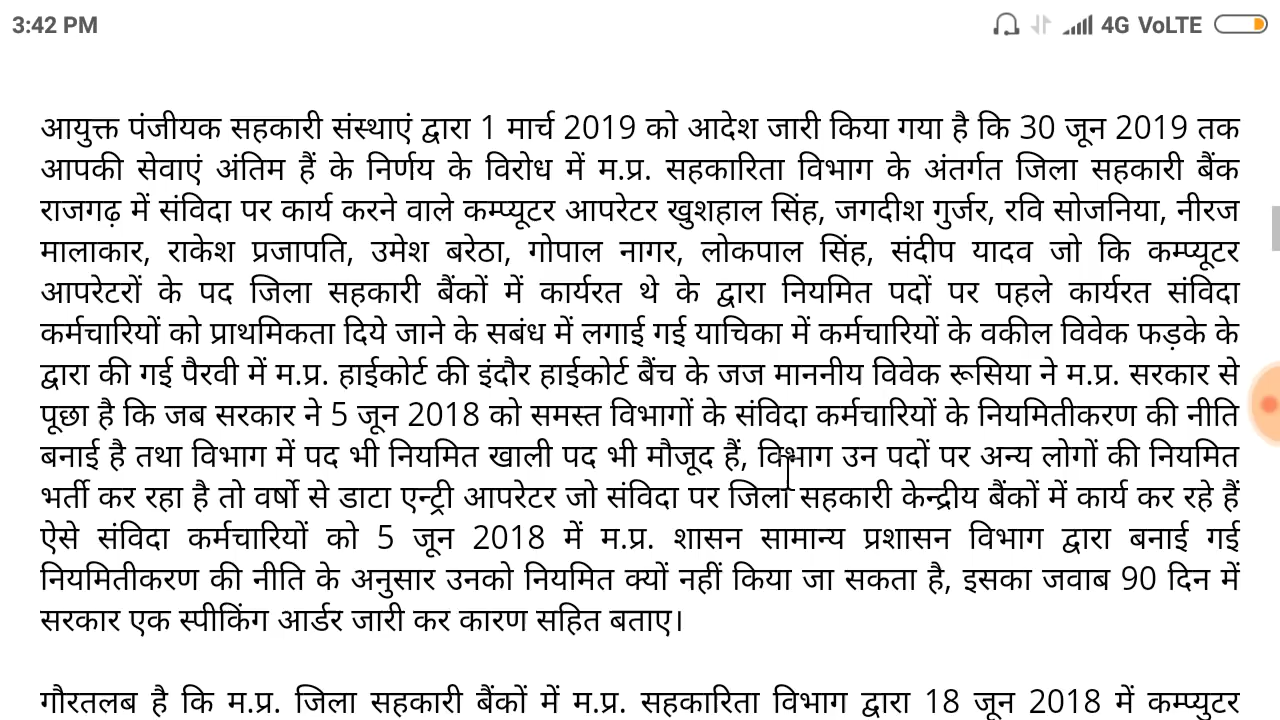 3:42 PM 4G VoLTE
आयुक्त पंजीयक सहकारी संस्थाएं द्वारा 1 मार्च 2019 को आदेश जारी किया गया है कि 30 जून 2019 तक
आपकी सेवाएं अंतिम हैं के निर्णय के विरोध में म.प्र. सहकारिता विभाग के अंतर्गत जिला सहकारी बैंक
राजगढ़ में संविदा पर कार्य करने वाले कम्प्यूटर आपरेटर खुशहाल सिंह, जगदीश गुर्जर, रवि सोजनिया, नीरज
मालाकार, राकेश प्रजापति, उमेश बरेठा, गोपाल नागर, लोकपाल सिंह, संदीप यादव जो कि कम्प्यूटर
आपरेटरों के पद जिला सहकारी बैंकों में कार्यरत थे के द्वारा नियमित पदों पर पहले कार्यरत संविदा
कर्मचारियों को प्राथमिकता दिये जाने के सबंध में लगाई गई याचिका में कर्मचारियों के वकील विवेक फड़के के
द्वारा की गई पैरवी में म.प्र. हाईकोर्ट की इंदौर हाईकोर्ट बैंच के जज माननीय विवेक रूसिया ने म.प्र. सरकार से
पूछा है कि जब सरकार ने 5 जून 2018 को समस्त विभागों के संविदा कर्मचारियों के नियमितीकरण की नीति
बनाई है तथा विभाग में पद भी नियमित खाली पद भी मौजूद हैं, विभाग उन पदों पर अन्य लोगों की नियमित
भर्ती कर रहा है तो वर्षो से डाटा एन्ट्री आपरेटर जो संविदा पर जिला सहकारी केन्द्रीय बैंकों में कार्य कर रहे हैं
ऐसे संविदा कर्मचारियों को 5 जून 2018 में म.प्र. शासन सामान्य प्रशासन विभाग द्वारा बनाई गई
नियमितीकरण की नीति के अनुसार उनको नियमित क्यों नहीं किया जा सकता है, इसका जवाब 90 दिन में
सरकार एक स्पीकिंग आर्डर जारी कर कारण सहित बताए।
गौरतलब है कि म.प्र. जिला सहकारी बैंकों में म.प्र. सहकारिता विभाग द्वारा 18 जून 2018 में कम्प्युटर